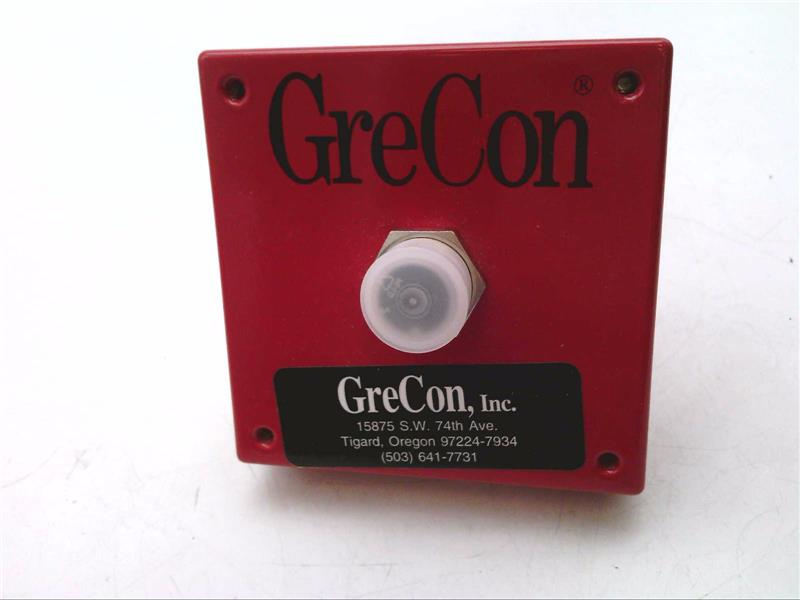 GreCon®
GreCon, Inc.
15875 S.W. 74th Ave.
Tigard, Oregon 97224-7934
(503) 641-7731